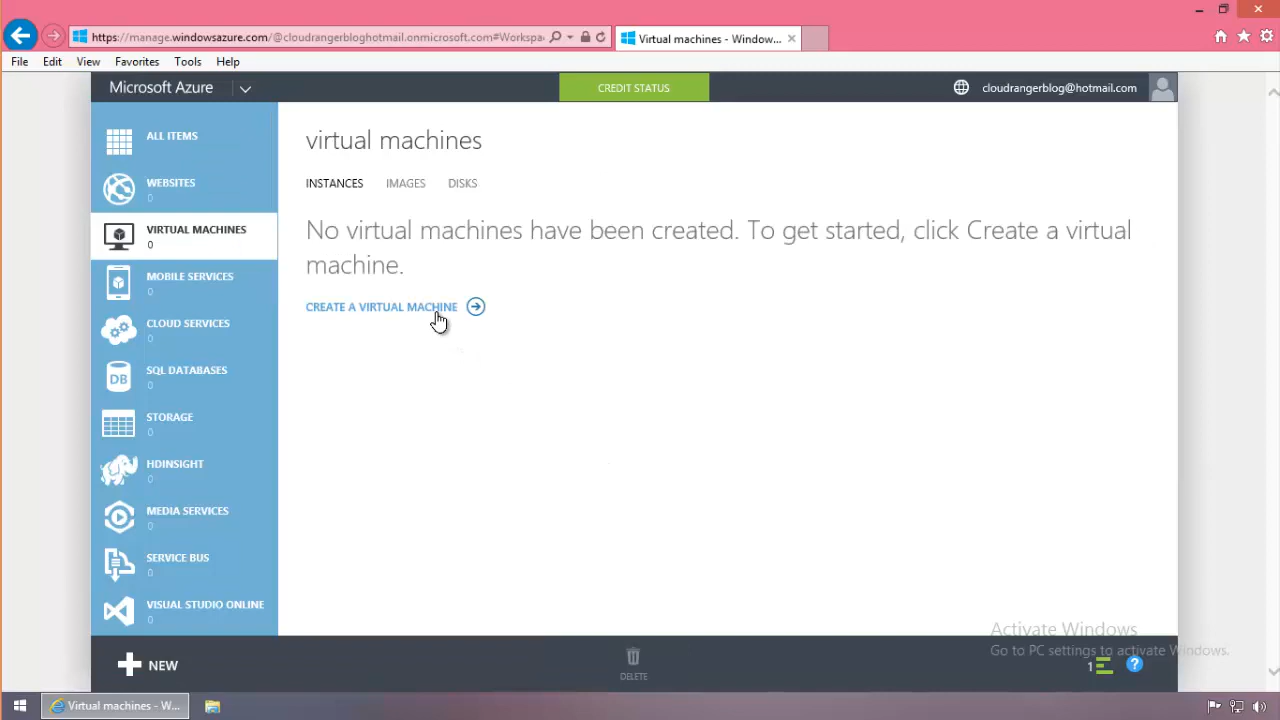 https://manage.windowsazure.com/@cloudrangerbloghotmail.onmicrosoft.com#Workspa
Virtual machines - Window...
File Edit View Favorites Tools Help
Microsoft Azure
CREDIT STATUS
cloudrangerblog@hotmail.com
ALL ITEMS
WEBSITES
0
VIRTUAL MACHINES
0
MOBILE SERVICES
0
CLOUD SERVICES
0
SQL DATABASES
0
DB
STORAGE
0
HDINSIGHT
0
MEDIA SERVICES
0
SERVICE BUS
0
VISUAL STUDIO ONLINE
0
virtual machines
INSTANCES IMAGES DISKS
No virtual machines have been created. To get started, click Create a virtual
machine.
CREATE A VIRTUAL MACHINE
Activate Windows
Go to PC settings to activate Windows.
NEW
DELETE
1
?
Virtual machines - W...